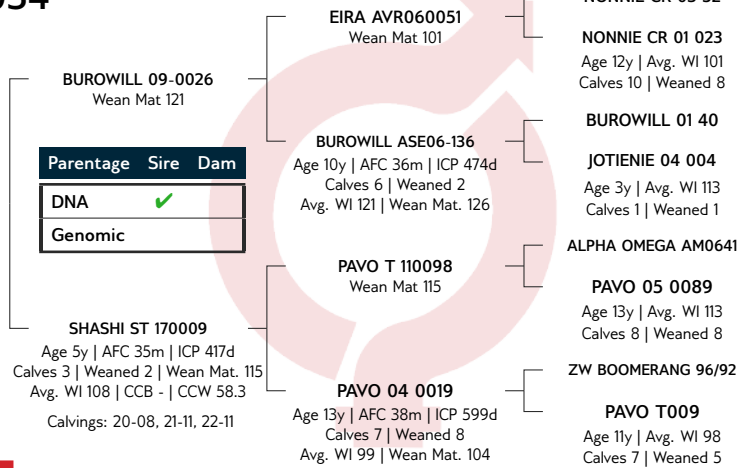 EIRA AVR060051
Wean Mat 101
NONNIE CR 01 023
Age 12y | Avg. WI 101
Calves 10 | Weaned 8
BUROWILL 09-0026
Wean Mat 121
BUROWILL 01 40
BUROWILL ASE06-136
Age 10y | AFC 36m | ICP 474d
Calves 6 | Weaned 2
Avg. WI 121 | Wean Mat. 126
JOTIENIE 04 004
Age 3y | Avg. WI 113
Calves 1 | Weaned 1
Parentage Sire Dam
DNA ✔
Genomic
ALPHA OMEGA AM0641
PAVO T 110098
Wean Mat 115
PAVO 05 0089
Age 13y | Avg. WI 113
Calves 8 | Weaned 8
SHASHI ST 170009
Age 5y | AFC 35m | ICP 417d
Calves 3 | Weaned 2 | Wean Mat. 115
Avg. WI 108 | CCB - | CCW 58.3
Calvings: 20-08, 21-11, 22-11
ZW BOOMERANG 96/92
PAVO 04 0019
Age 13y | AFC 38m | ICP 599d
Calves 7 | Weaned 8
Avg. WI 99 | Wean Mat. 104
PAVO T009
Age 11y | Avg. WI 98
Calves 7 | Weaned 5